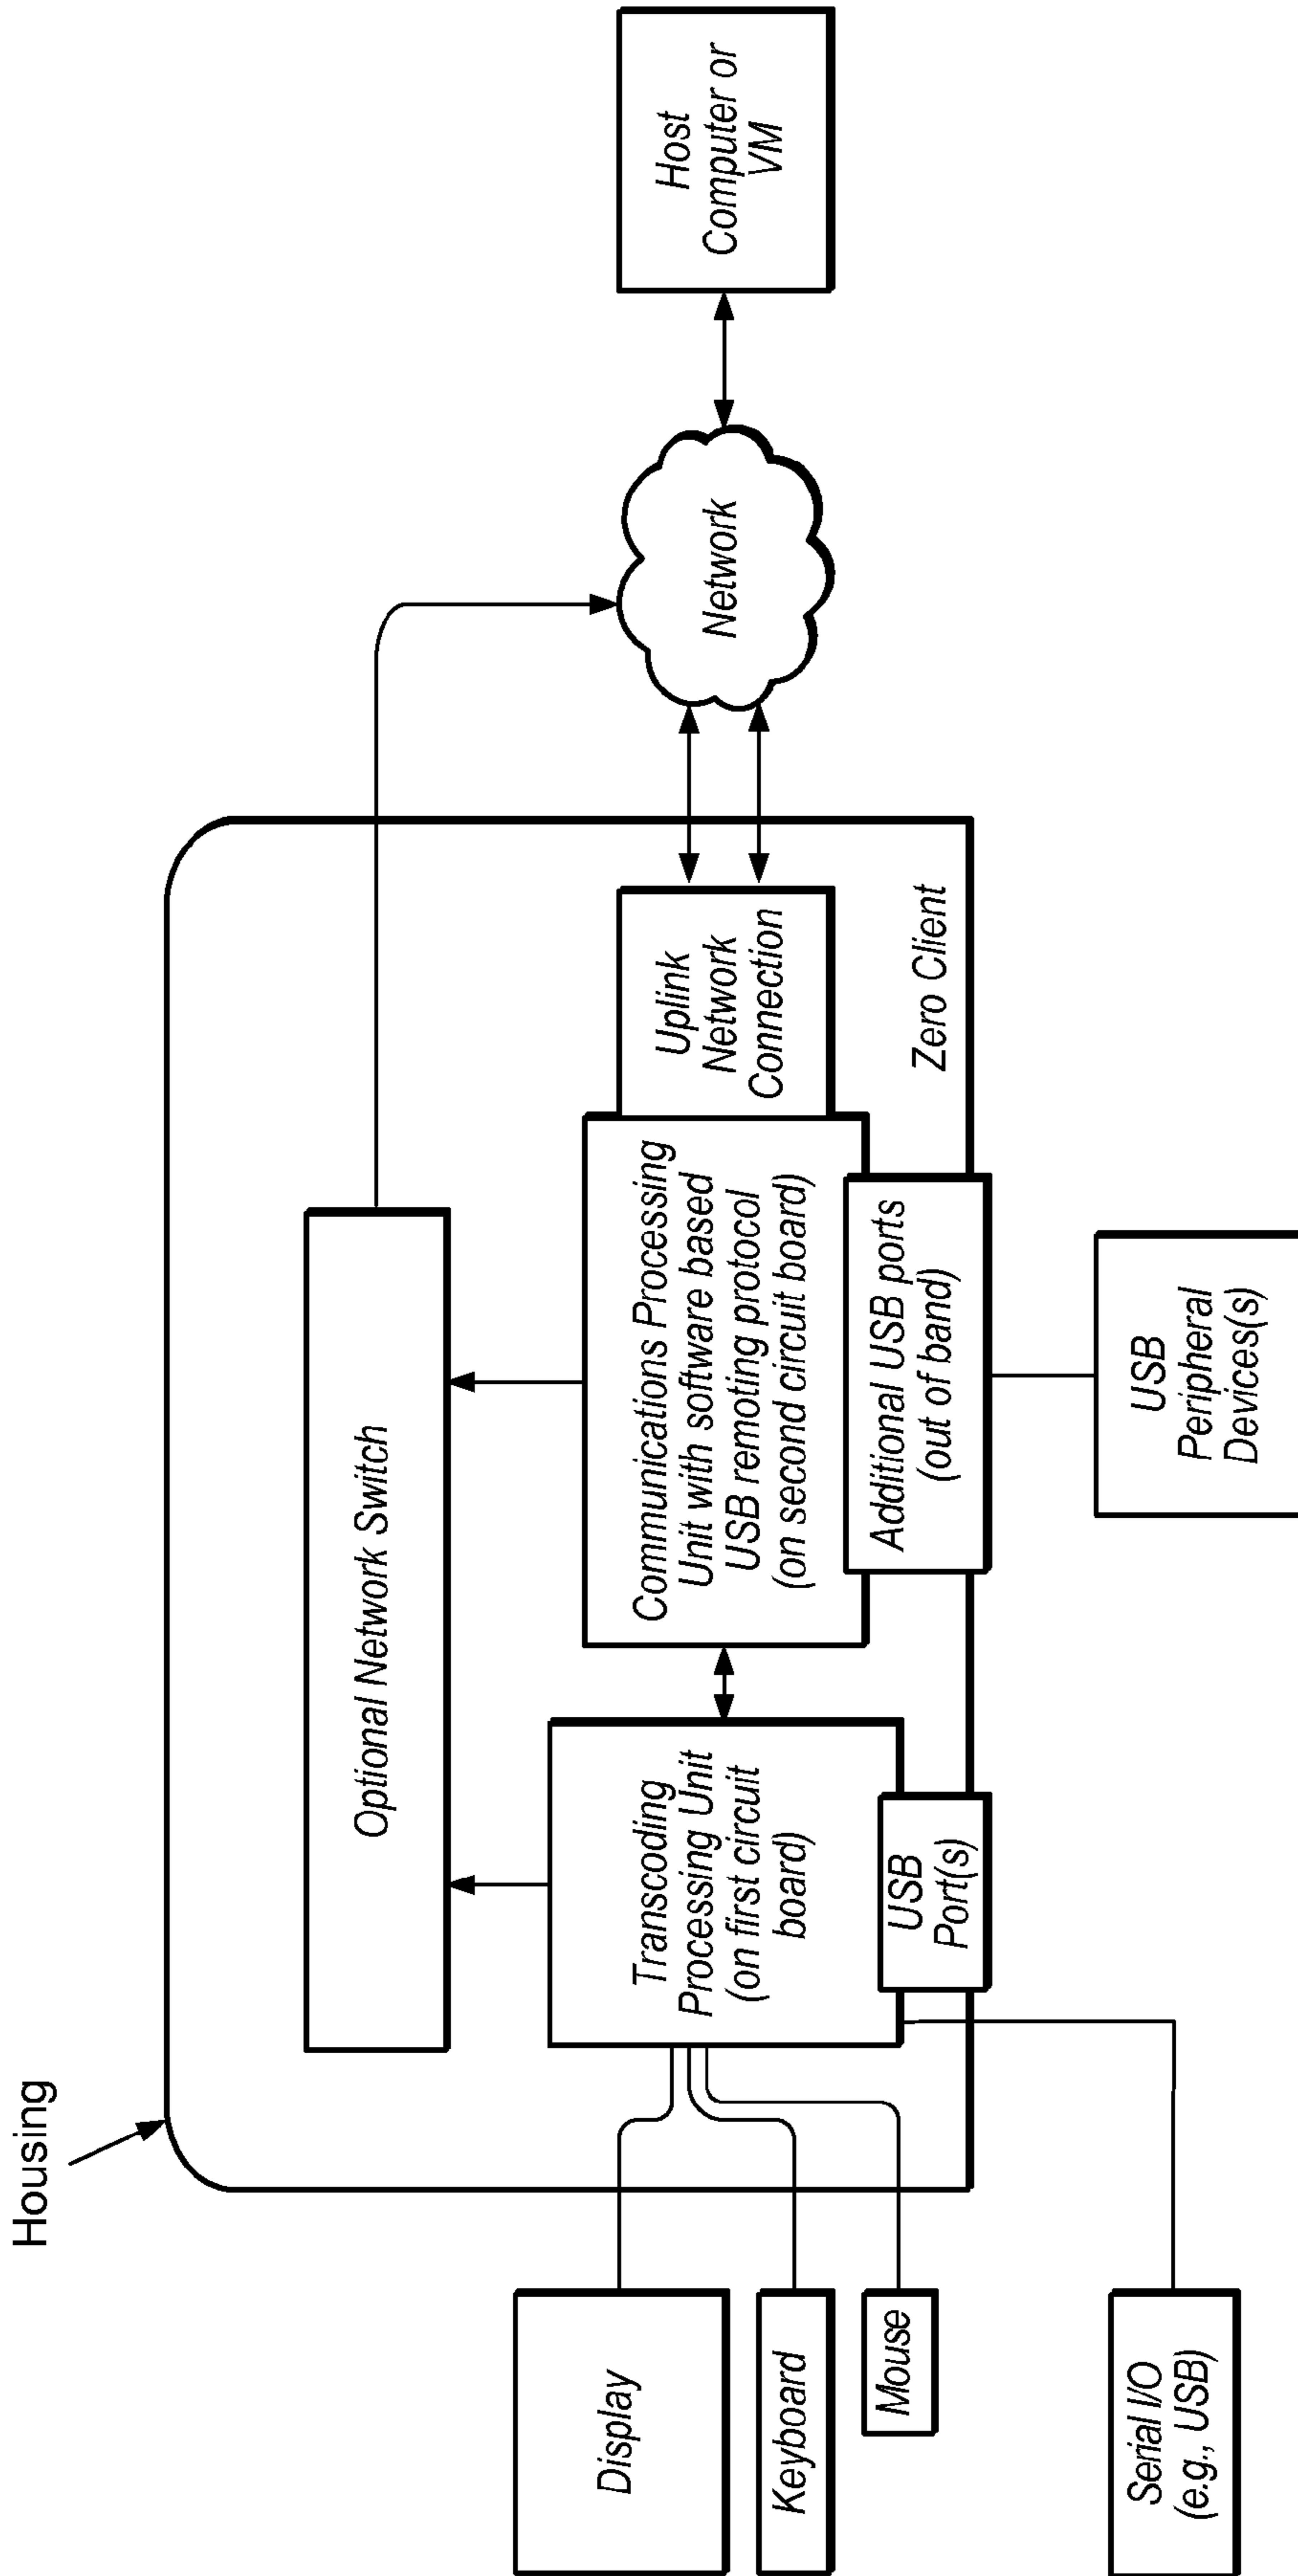 Housing
Optional Network Switch
Display
Keyboard
Mouse
Serial I/O
(e.g., USB)
Transcoding
Processing Unit
(on first circuit
board)
USB
Port(s)
Communications Processing
Unit with software based
USB remoting protocol
(on second circuit board)
Additional USB ports
(out of band)
USB
Peripheral
Devices(s)
Uplink
Network
Connection
Zero Client
Network
Host
Computer or
VM